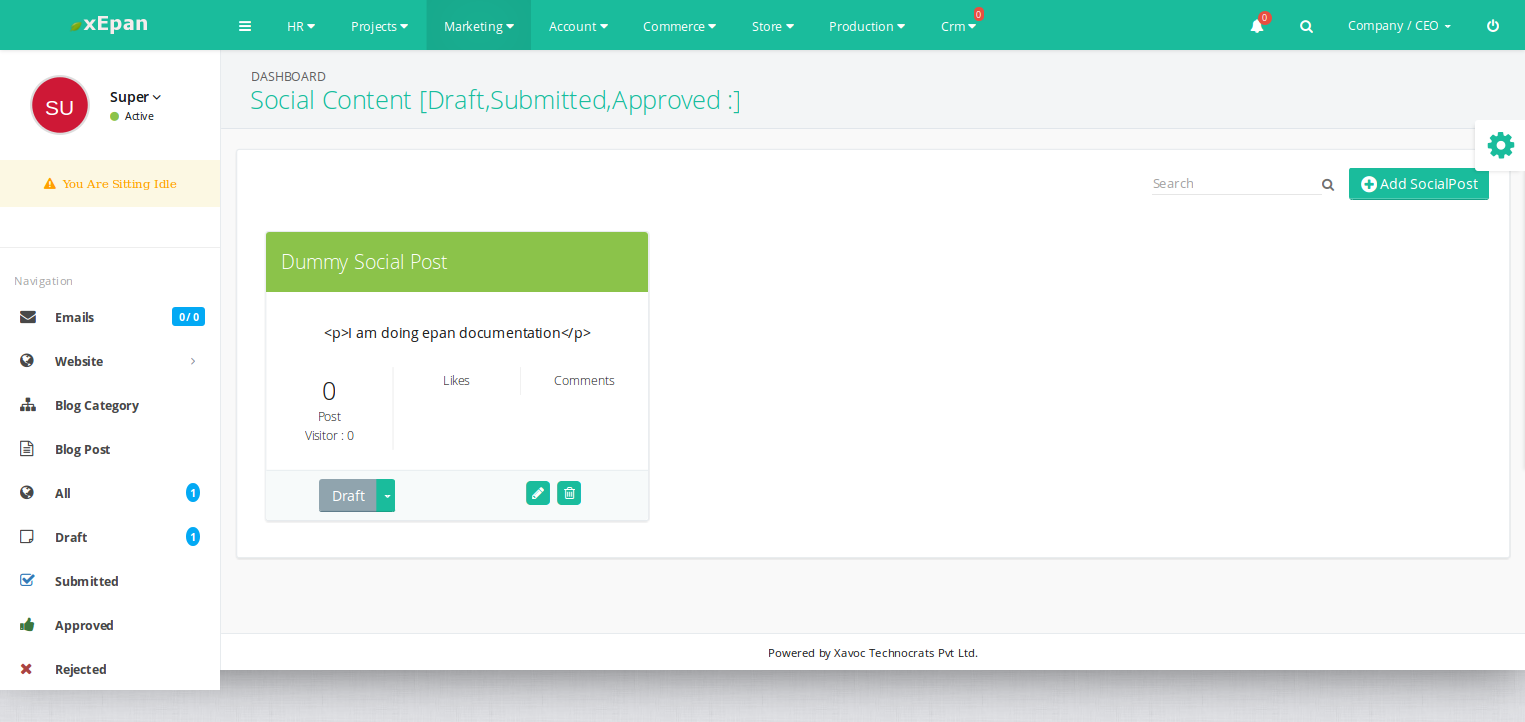 xEpan
HR
Projects
Marketing
Account
Commerce
Store
Production
Crm
0
0
Company / CEO
SU
Super
Active
You Are Sitting Idle
Navigation
Emails
0 / 0
Website
Blog Category
Blog Post
All
1
Draft
1
Submitted
Approved
Rejected
DASHBOARD
Social Content [Draft,Submitted,Approved :]
Search
Add SocialPost
Dummy Social Post
<p>I am doing epan documentation</p>
0
Post
Visitor : 0
Likes
Comments
Draft
Powered by Xavoc Technocrats Pvt Ltd.